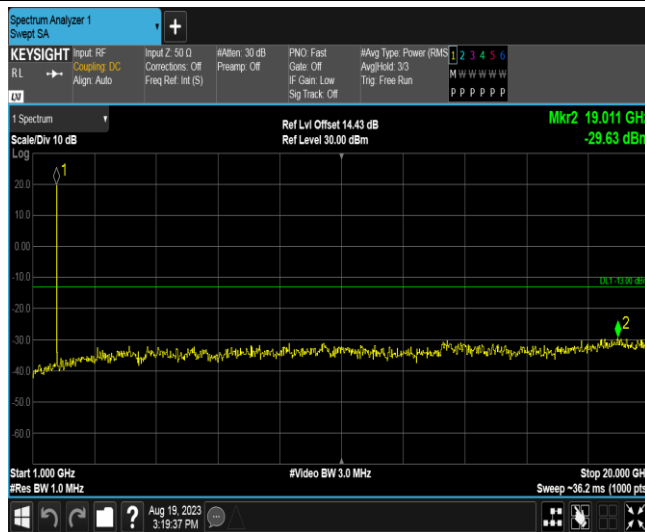 Spectrum Analyzer 1
Swept SA
+
KEYSIGHT Input: RF Input Z: 50 Ω #Atten: 30 dB PNO: Fast #Avg Type: Power (RMS 1 2 3 4 5 6
RL Coupling: DC Corrections: Off Preamp: Off Gate: Off Avg|Hold: 3/3 M W W W W W
Align: Auto Freq Ref: Int (S) IF Gain: Low Trig: Free Run
Sig Track: Off P P P P P P
LXI
1 Spectrum Ref Lvl Offset 14.43 dB Mkr2 19.011 GHz
Scale/Div 10 dB Ref Level 30.00 dBm -29.63 dBm
Log
1
20.0
10.0
0.00
-10.0
DL1 -13.00 dB
-20.0
2
-30.0
-40.0
-50.0
-60.0
Start 1.000 GHz #Video BW 3.0 MHz Stop 20.000 GH
#Res BW 1.0 MHz Sweep ~36.2 ms (1000 pts
? Aug 19, 2023
3:19:37 PM